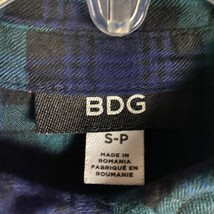 BDG
S-P
MADE IN
ROMANIA
FABRIQUÉ EN
ROUMANIE